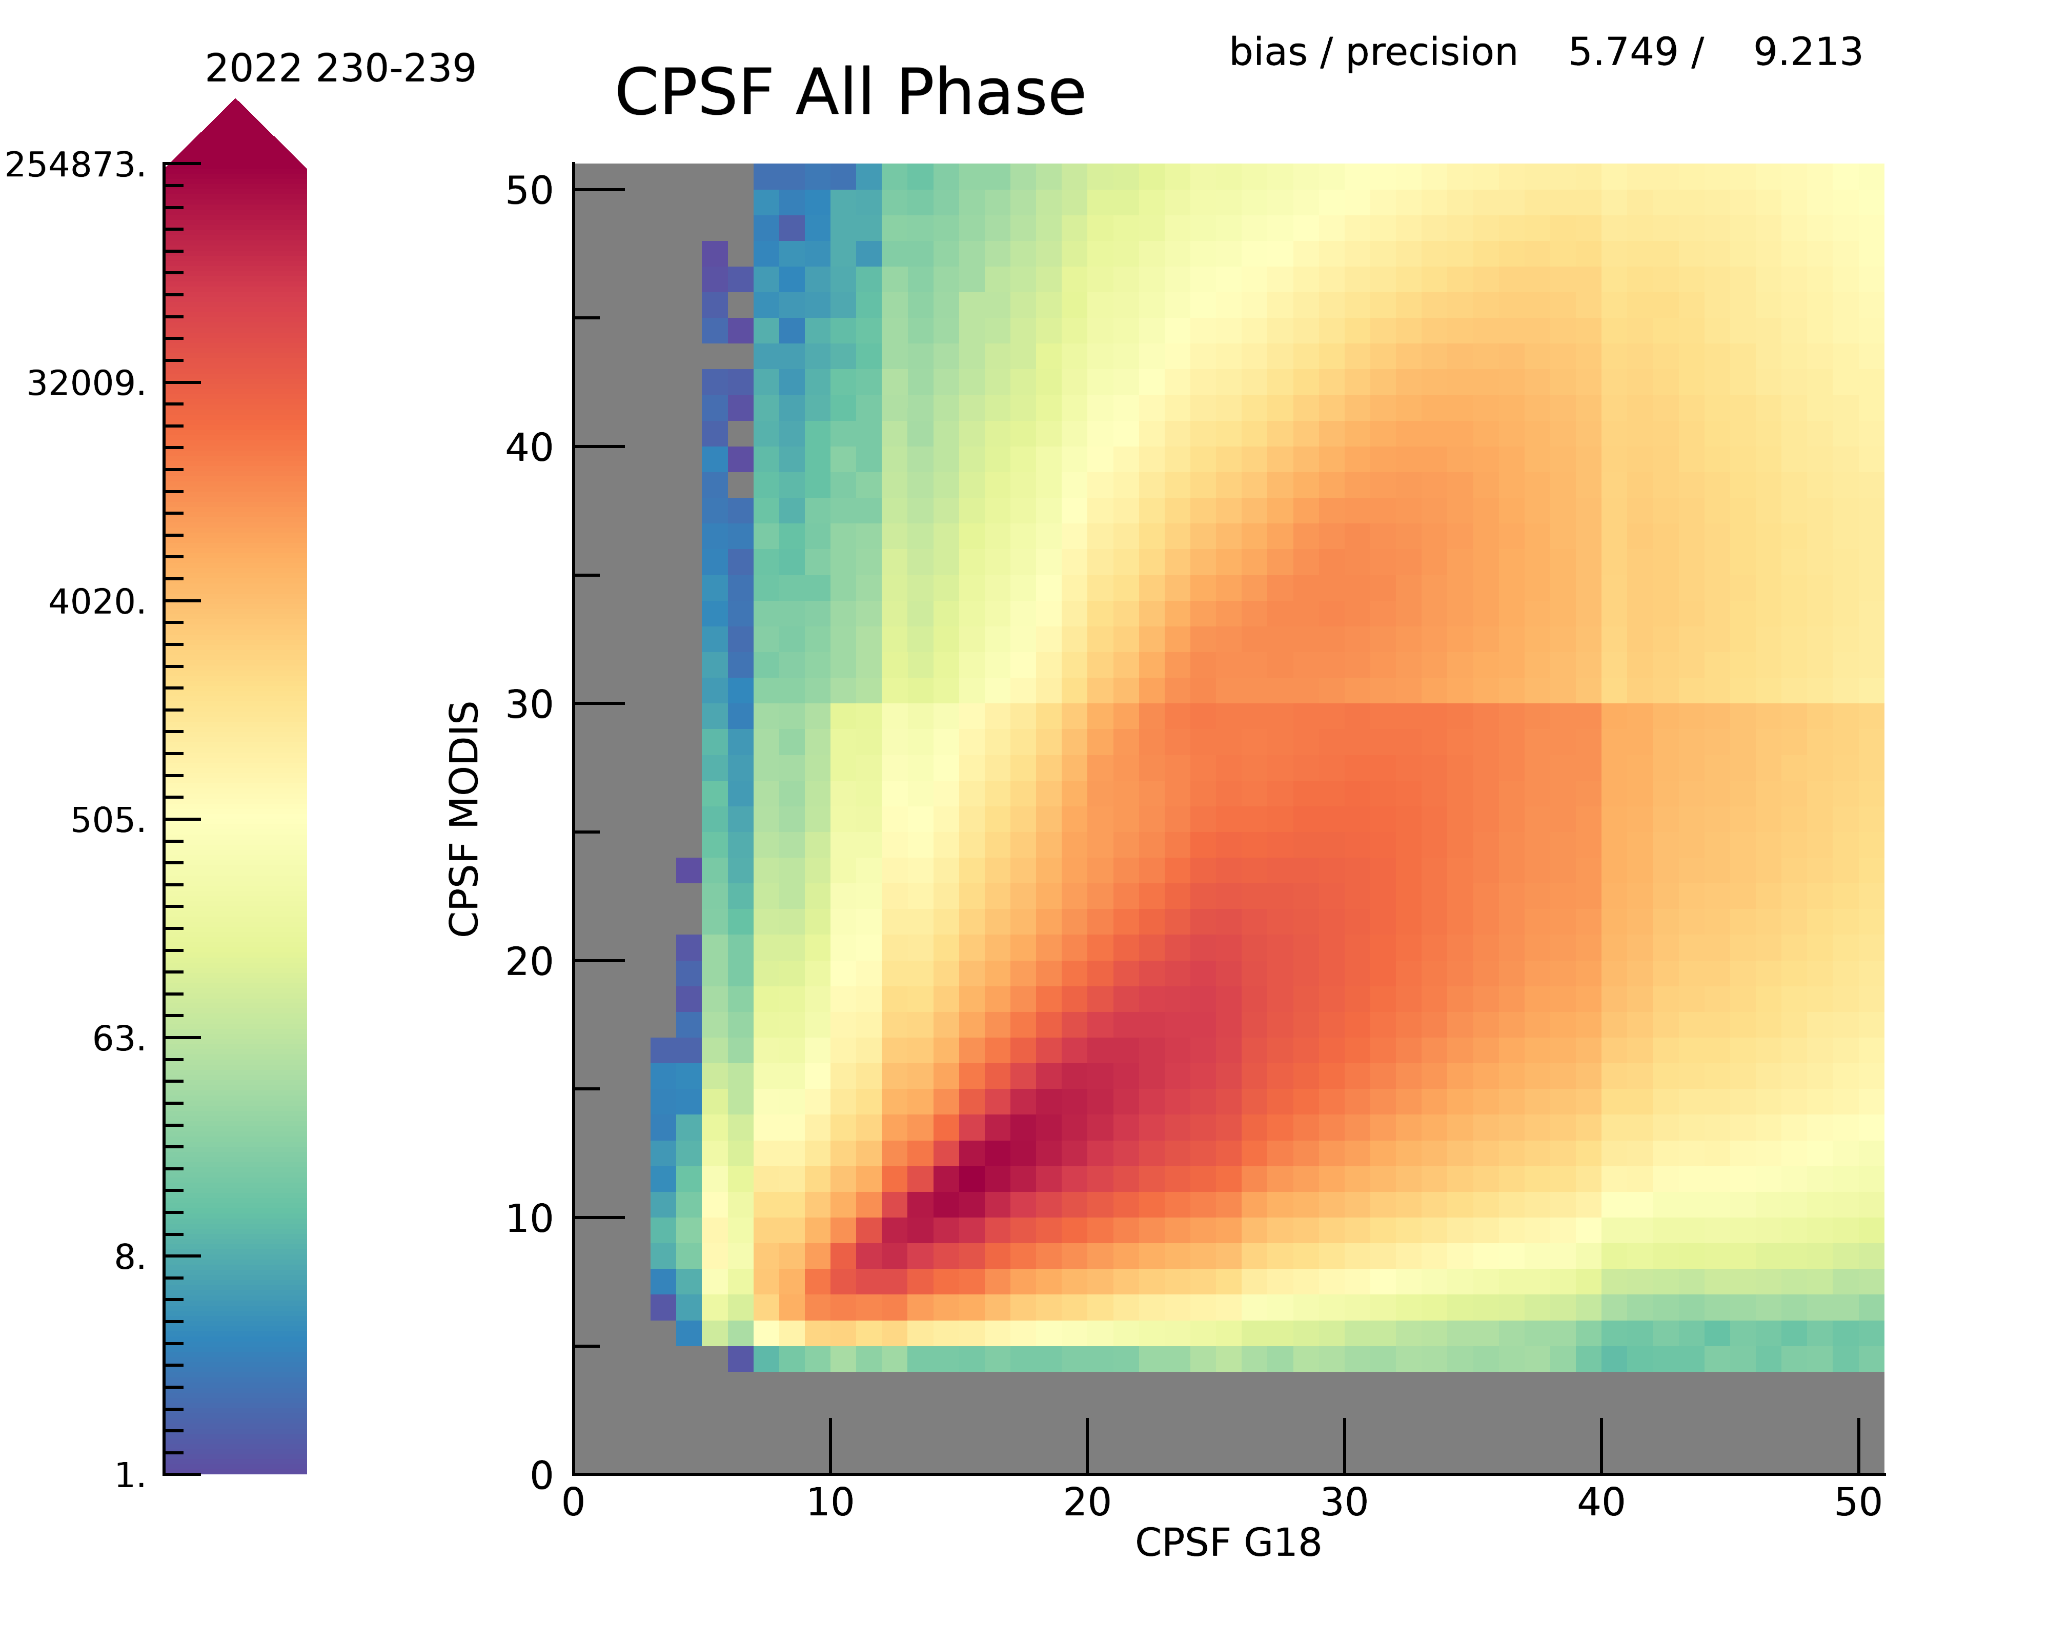 bias / precision 5.749 / 9.213
2022 230-239
CPSF All Phase
254873.
32009.
4020.
505.
63.
8.
1.
CPSF MODIS
50
40
30
20
10
0
0 10 20 30 40 50
CPSF G18